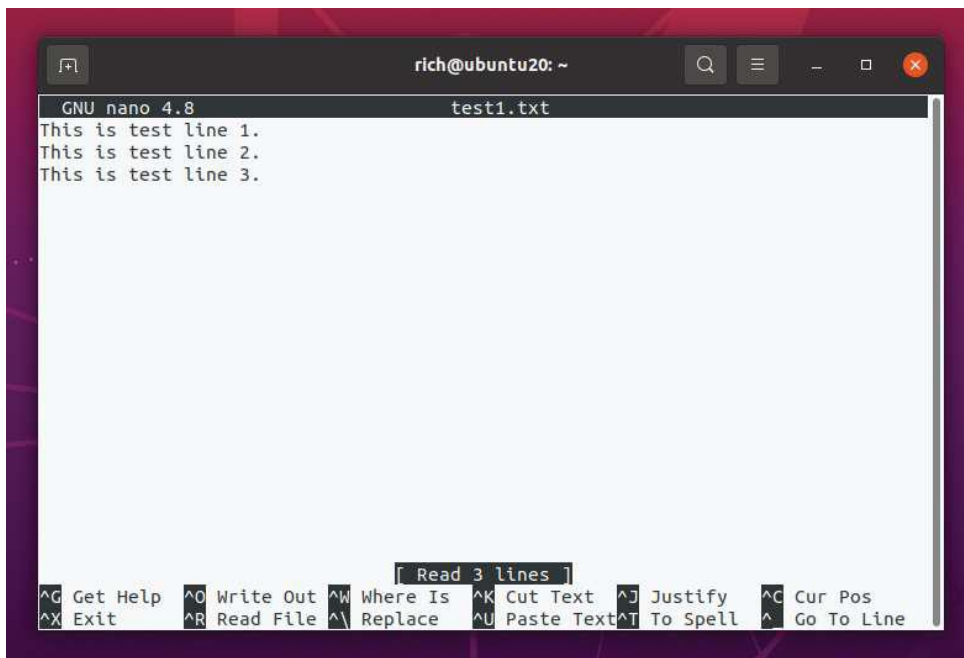 rich@ubuntu20: ~
GNU nano 4.8 test1.txt
This is test line 1.
This is test line 2.
This is test line 3.
[ Read 3 lines ]
^G Get Help ^O Write Out ^W Where Is ^K Cut Text ^J Justify ^C Cur Pos
^X Exit ^R Read File ^\ Replace ^U Paste Text ^T To Spell ^_ Go To Line